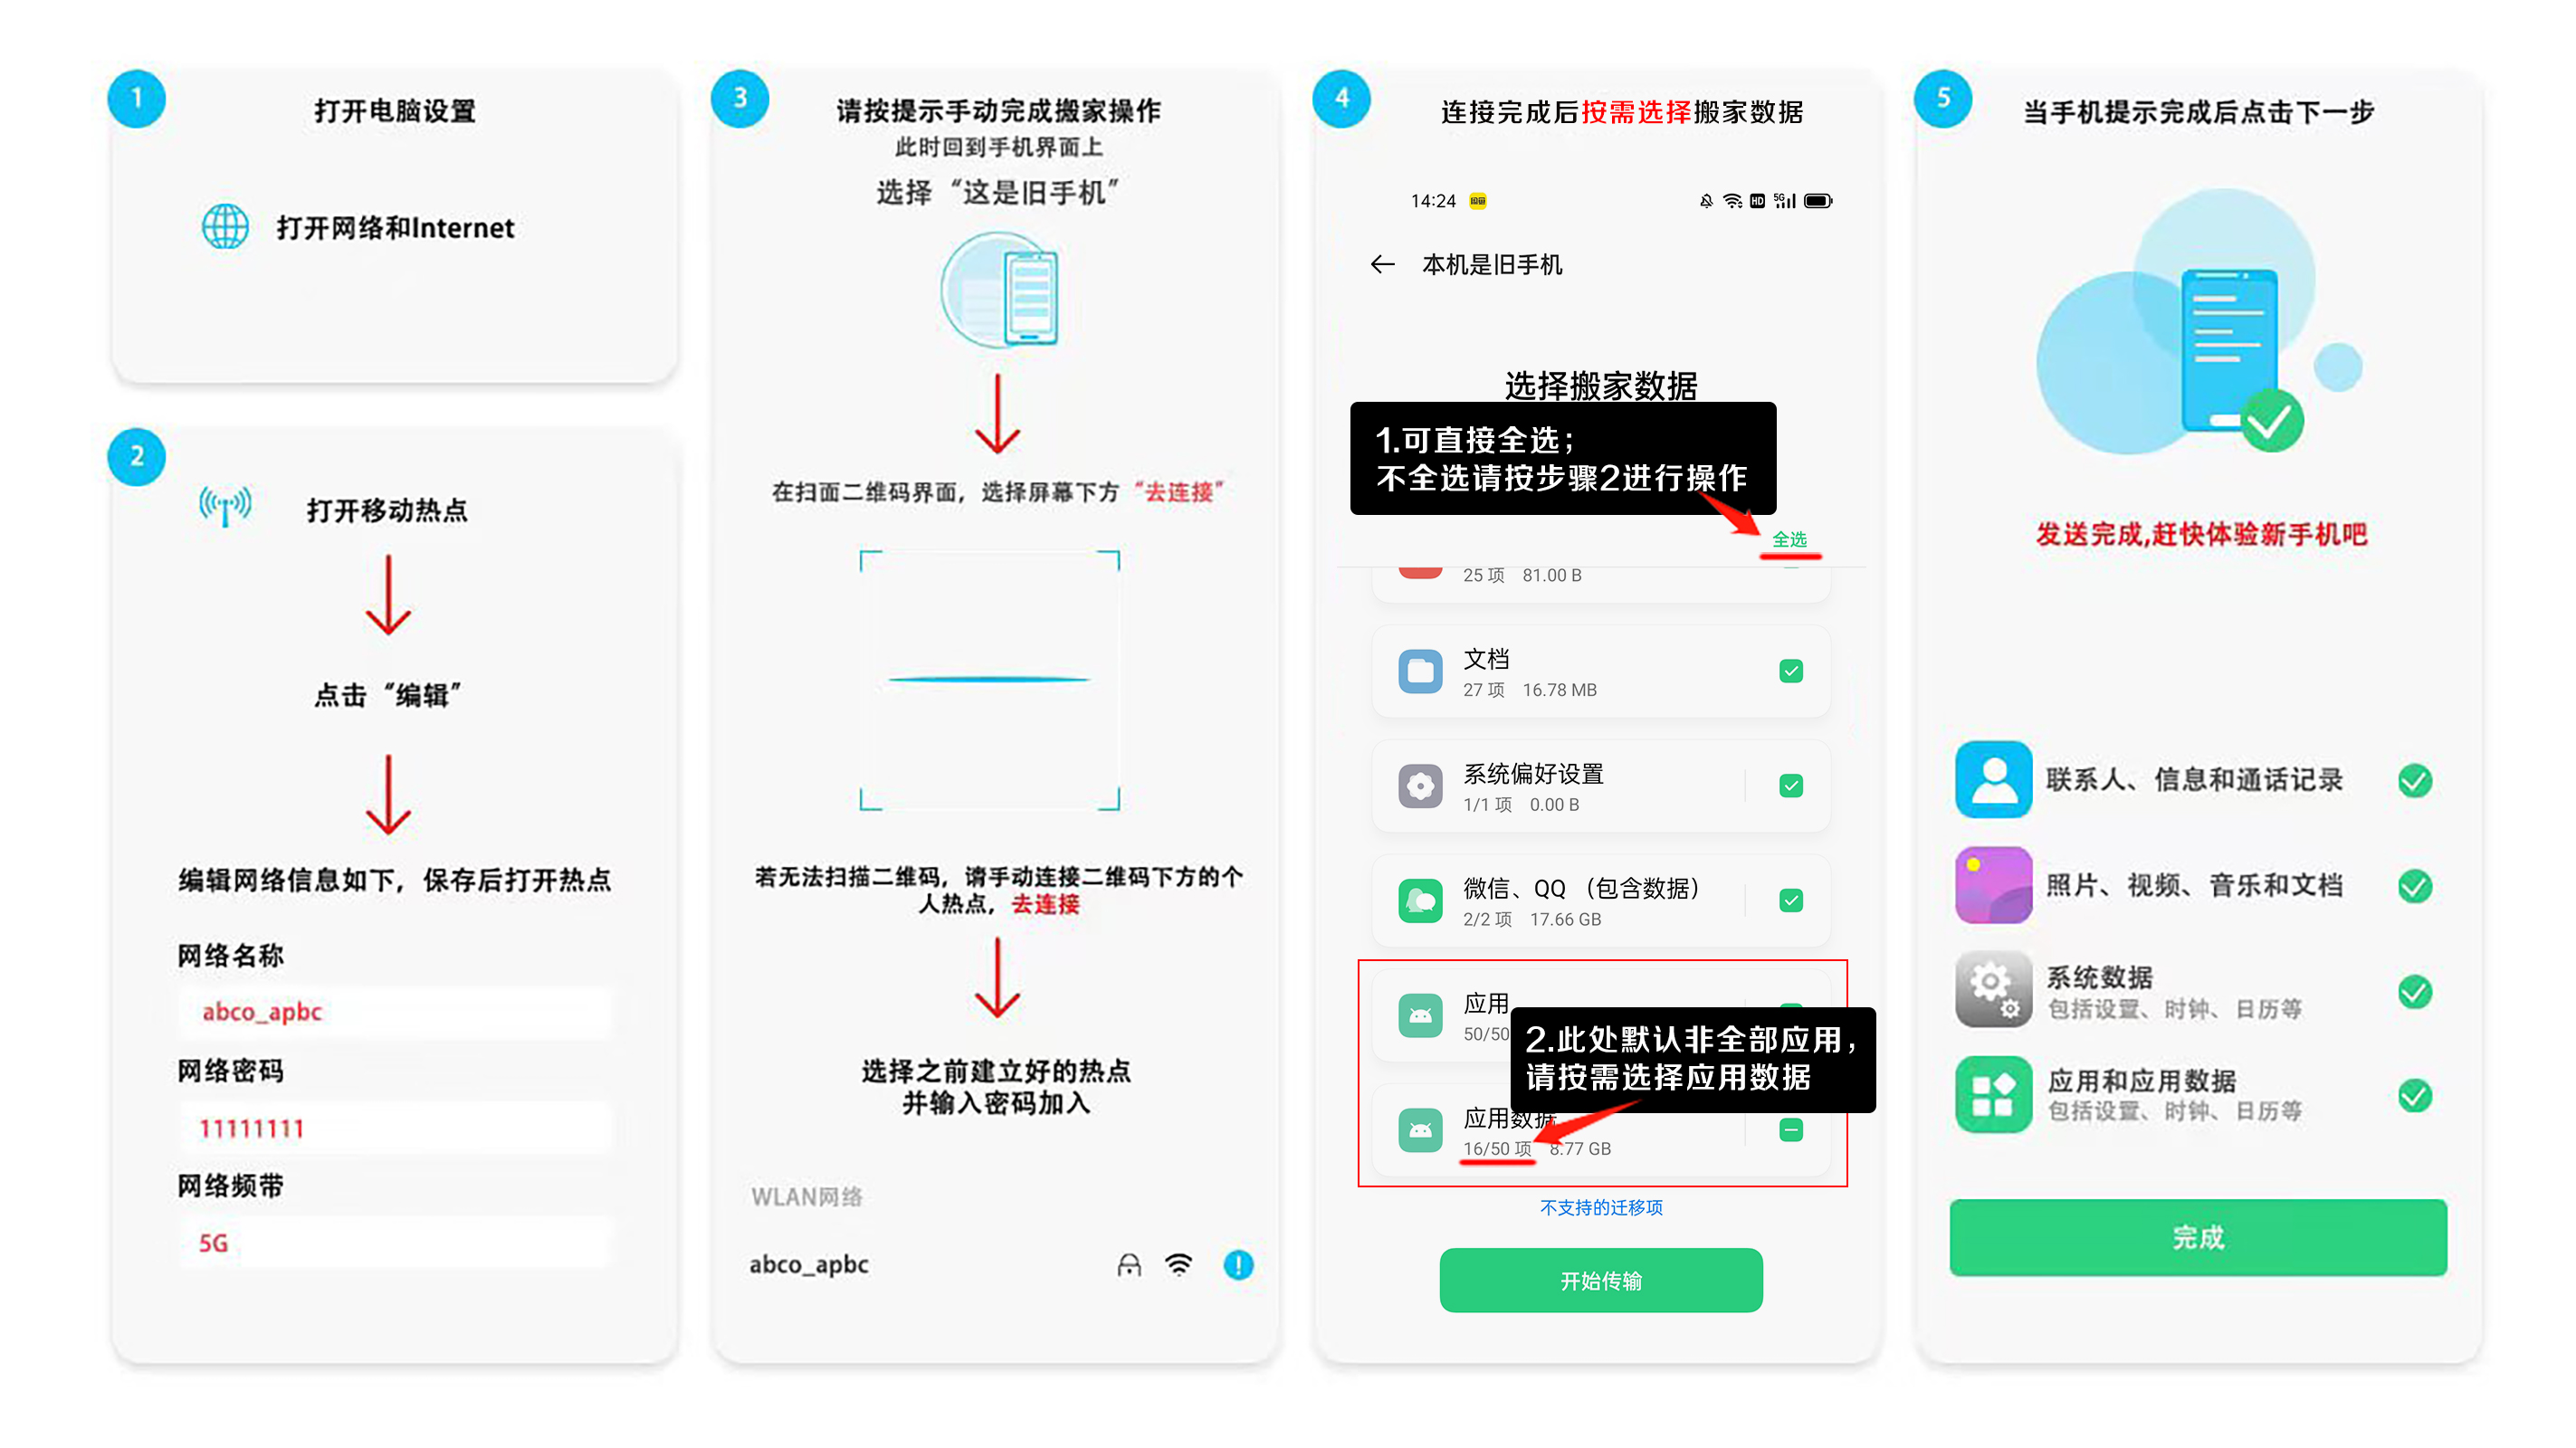 1
打开电脑设置
打开网络和Internet
2
打开移动热点
点击“编辑”
编辑网络信息如下，保存后打开热点
网络名称
abco_apbc
网络密码
11111111
网络频带
5G
3
请按提示手动完成搬家操作
此时回到手机界面上
选择“这是旧手机”
在扫面二维码界面，选择屏幕下方“去连接”
若无法扫描二维码，请手动连接二维码下方的个
人热点，去连接
选择之前建立好的热点
并输入密码加入
WLAN网络
abco_apbc
4
连接完成后按需选择搬家数据
14:24
HD 5G
本机是旧手机
选择搬家数据
1.可直接全选；
不全选请按步骤2进行操作
全选
25 项 81.00 B
文档
27 项 16.78 MB
系统偏好设置
1/1 项 0.00 B
微信、QQ（包含数据）
2/2 项 17.66 GB
应用
50/50
2.此处默认非全部应用，
请按需选择应用数据
应用数据
16/50 项 8.77 GB
不支持的迁移项
开始传输
5
当手机提示完成后点击下一步
发送完成,赶快体验新手机吧
联系人、信息和通话记录
照片、视频、音乐和文档
系统数据
包括设置、时钟、日历等
应用和应用数据
包括设置、时钟、日历等
完成